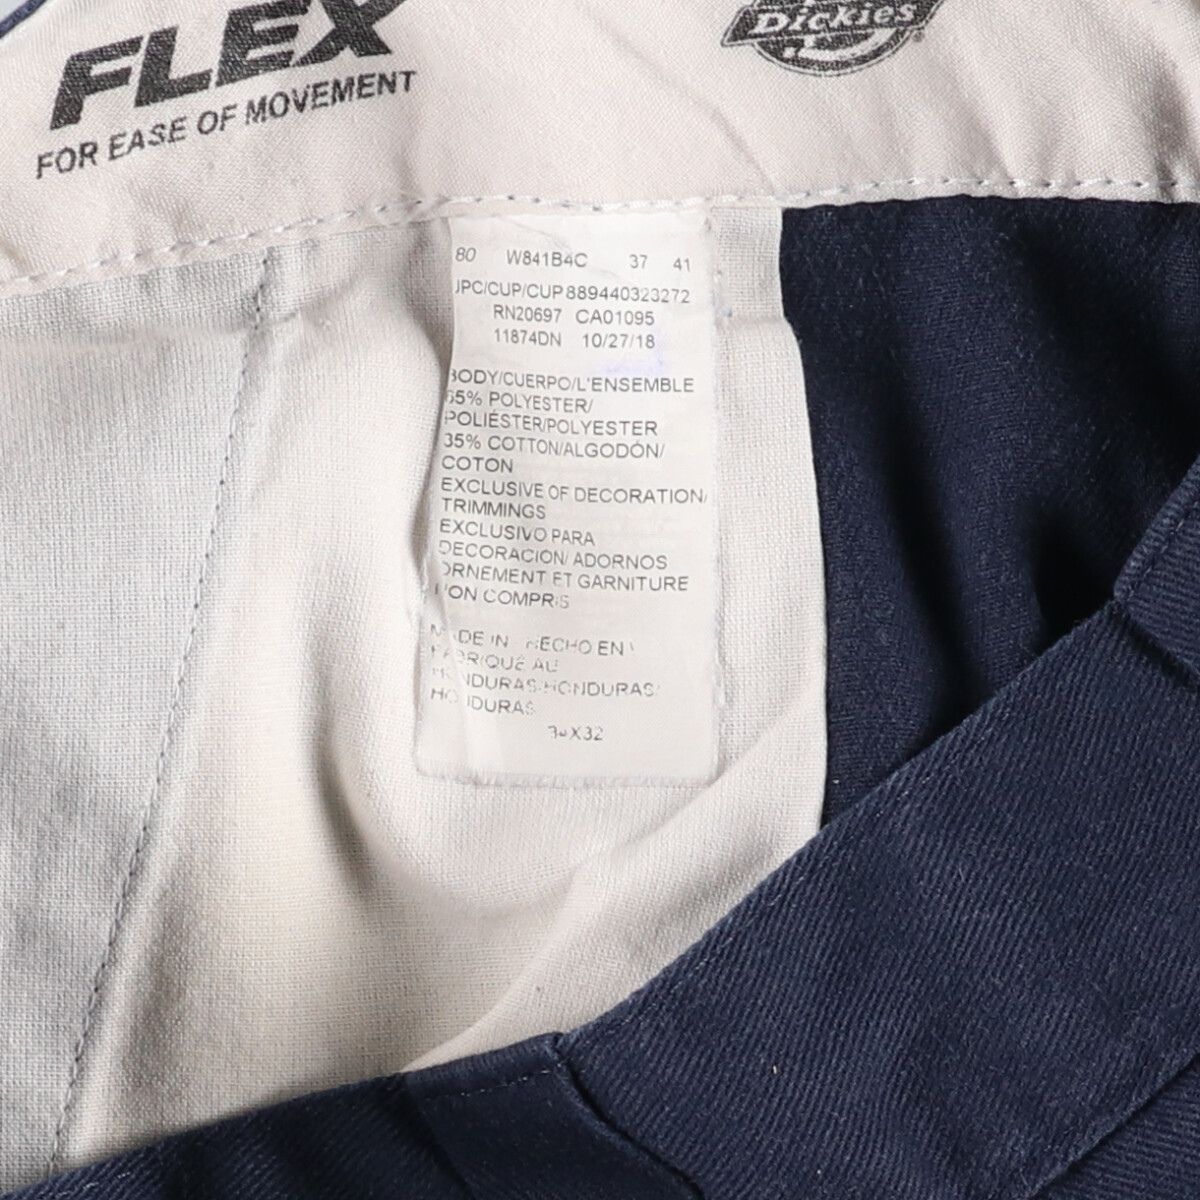 FLEX
FOR EASE OF MOVEMENT
Dickies
80 W841B4C 37 41
JPC/CUP/CUP 889440323272
RN20697 CA01095
11874DN 10/27/18
BODY/CUERPO/L'ENSEMBLE
65% POLYESTER/
POLIÉSTER/POLYESTER
35% COTTON/ALGODÓN/
COTON
EXCLUSIVE OF DECORATION/
TRIMMINGS
EXCLUSIVO PARA
DECORACION/ ADORNOS
ORNEMENT ET GARNITURE
NON COMPRIS
MADE IN HECHO EN
FABRIQUÉ AU
HONDURAS/HONDURAS/
HONDURAS